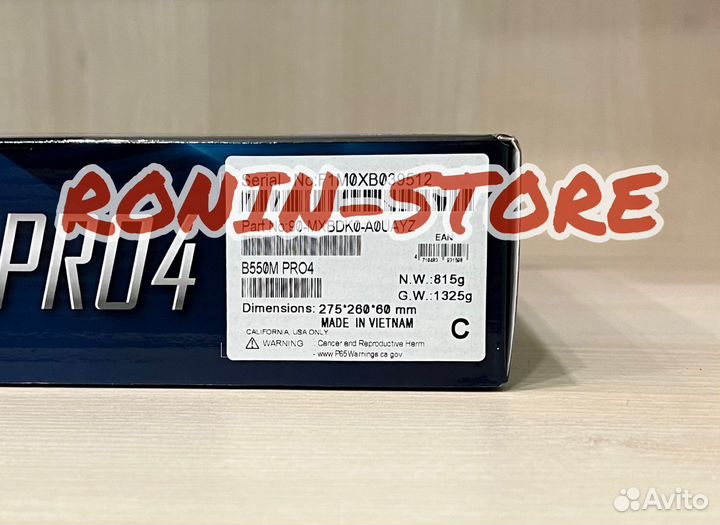 RONIN-STORE
Serial No:F1M0XB039512
Part No:90-MXBDK0-A0UAYZ
EAN
B550M PRO4
N.W.:815g
G.W.:1325g
Dimensions: 275*260*60 mm
MADE IN VIETNAM
C
CALIFORNIA, USA ONLY
WARNING Cancer and Reproductive Harm
- www.P65Warnings.ca.gov
PRO4
Avito